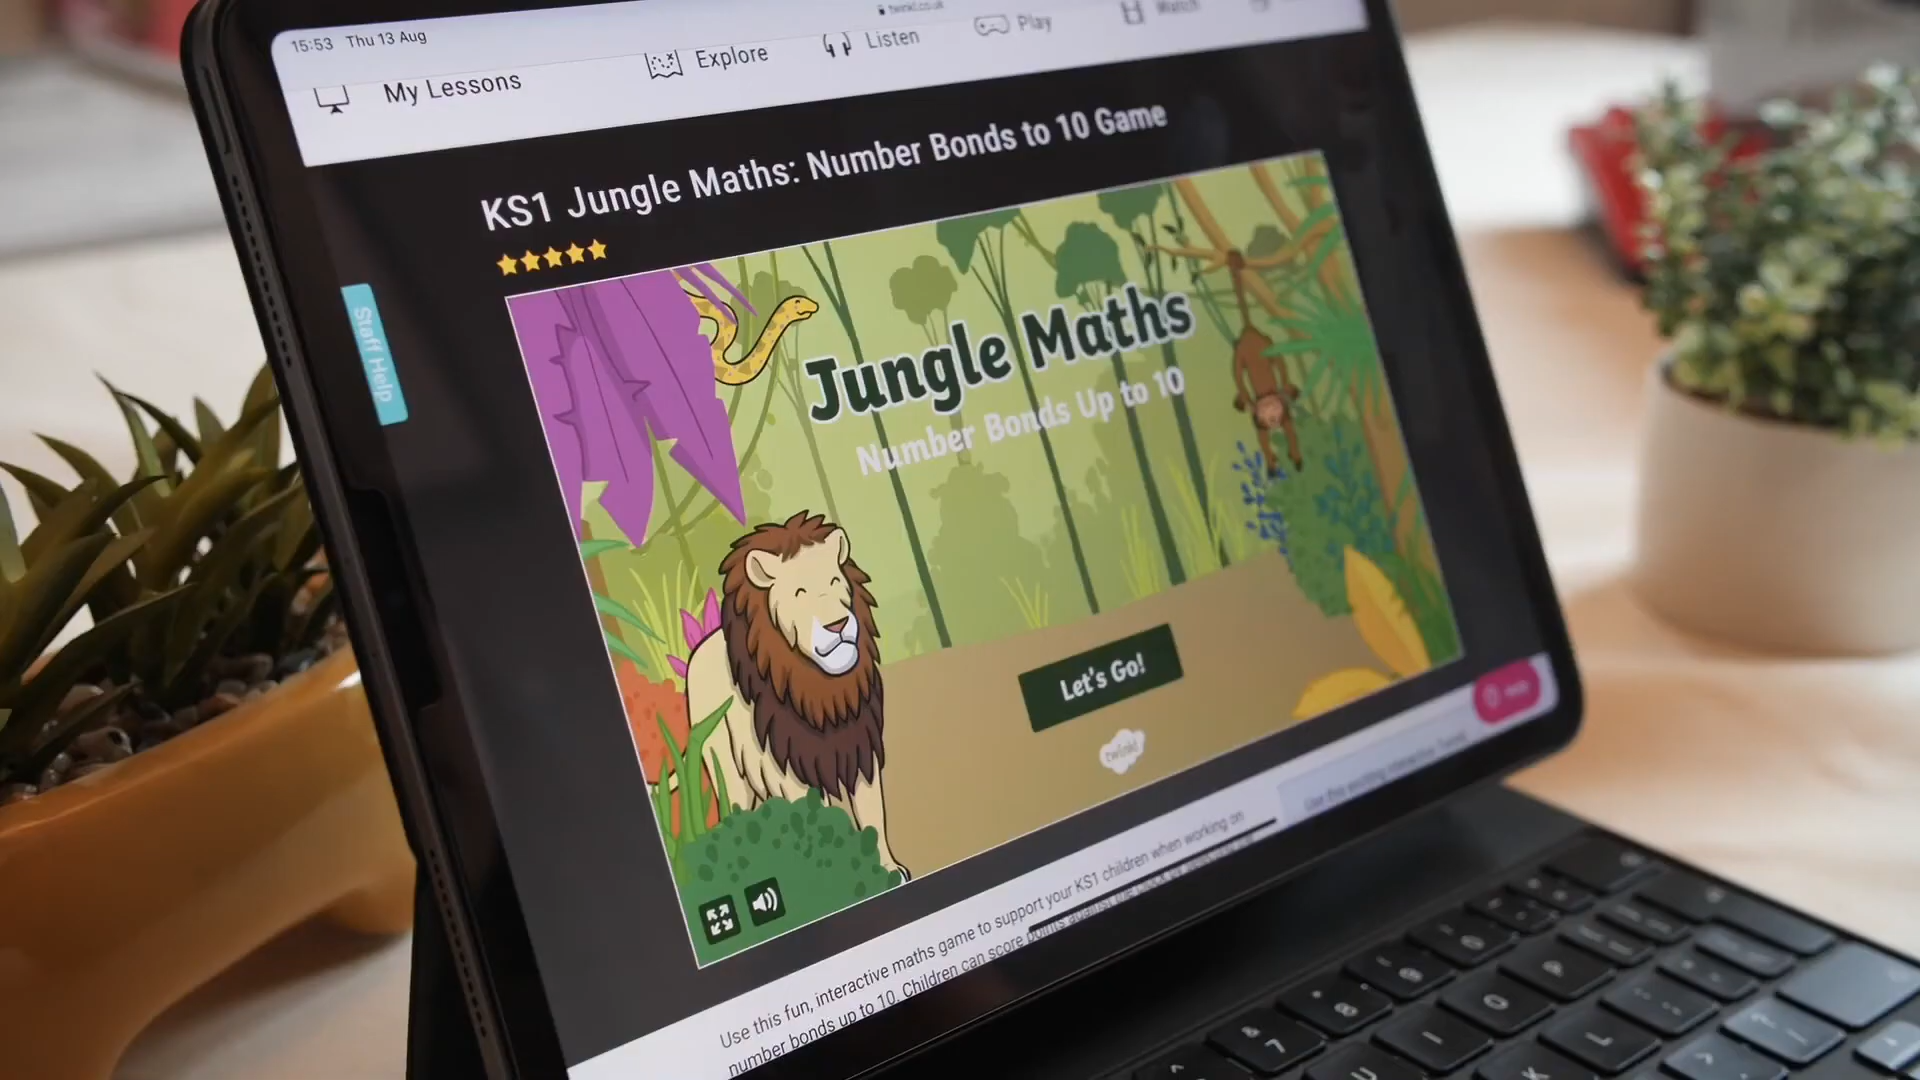 twinkl.co.uk
15:53 Thu 13 Aug
My Lessons Explore Listen Play Watch
KS1 Jungle Maths: Number Bonds to 10 Game
Staff Help
Jungle Maths
Number Bonds Up to 10
Let's Go!
twinkl
Use this fun, interactive maths game to support your KS1 children when working on
number bonds up to 10. Children can score points against the clock